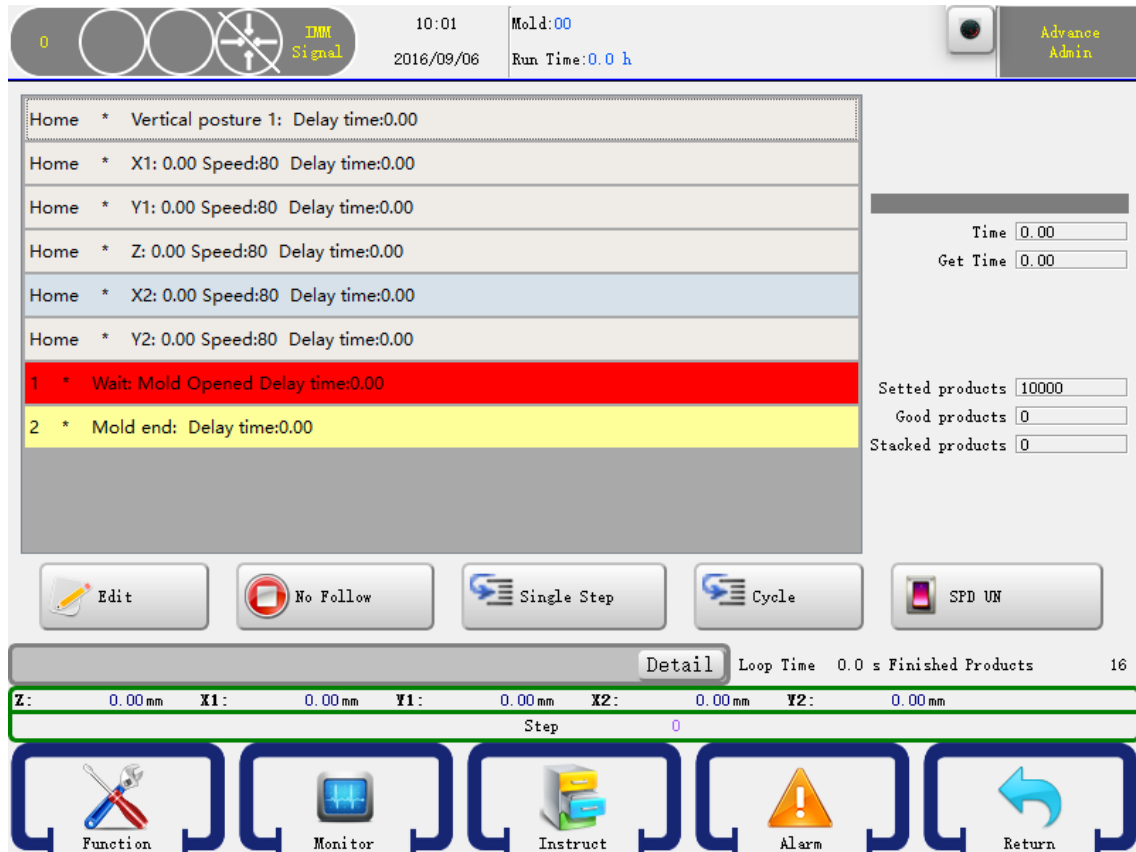 0
IMM
Signal
10:01
2016/09/06
Mold:00
Run Time:0.0 h
Advance
Admin
Home * Vertical posture 1: Delay time:0.00
Home * X1: 0.00 Speed:80 Delay time:0.00
Home * Y1: 0.00 Speed:80 Delay time:0.00
Home * Z: 0.00 Speed:80 Delay time:0.00
Home * X2: 0.00 Speed:80 Delay time:0.00
Home * Y2: 0.00 Speed:80 Delay time:0.00
1 * Wait: Mold Opened Delay time:0.00
2 * Mold end: Delay time:0.00
Time 0.00
Get Time 0.00
Setted products 10000
Good products 0
Stacked products 0
Edit
No Follow
Single Step
Cycle
SPD UN
Detail Loop Time 0.0 s Finished Products 16
Z: 0.00mm X1: 0.00mm Y1: 0.00mm X2: 0.00mm Y2: 0.00mm
Step 0
Function
Monitor
Instruct
Alarm
Return